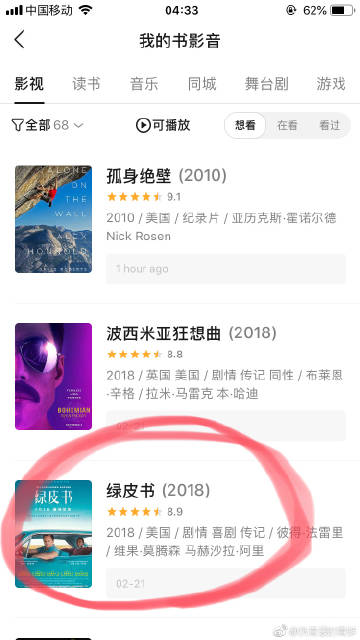 中国移动 04:33 62%
我的书影音
影视 读书 音乐 同城 舞台剧 游戏
全部 68 可播放 想看 在看 看过
ALONE
ON
THE
WALL
ALEX
HONNOLD
孤身绝壁 (2010)
9.1
2010 / 美国 / 纪录片 / 亚历克斯·霍诺尔德
Nick Rosen
1 hour ago
BOHEMIAN
波西米亚狂想曲 (2018)
8.8
2018 / 英国 美国 / 剧情 传记 同性 / 布莱恩
·辛格 / 拉米·马雷克 本·哈迪
02-21
绿皮书
绿皮书 (2018)
8.9
2018 / 美国 / 剧情 喜剧 传记 / 彼得·法雷里
/ 维果·莫腾森 马赫沙拉·阿里
02-21